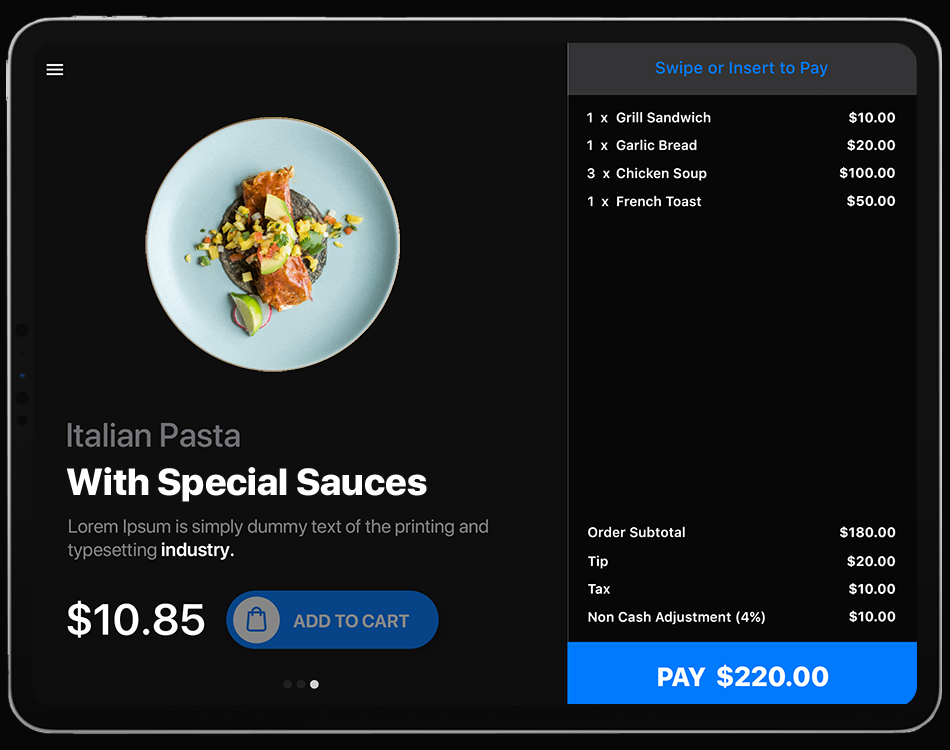 Swipe or Insert to Pay
1 x Grill Sandwich $10.00
1 x Garlic Bread $20.00
3 x Chicken Soup $100.00
1 x French Toast $50.00
Italian Pasta
With Special Sauces
Lorem Ipsum is simply dummy text of the printing and
typesetting industry.
$10.85 ADD TO CART
Order Subtotal $180.00
Tip $20.00
Tax $10.00
Non Cash Adjustment (4%) $10.00
PAY $220.00